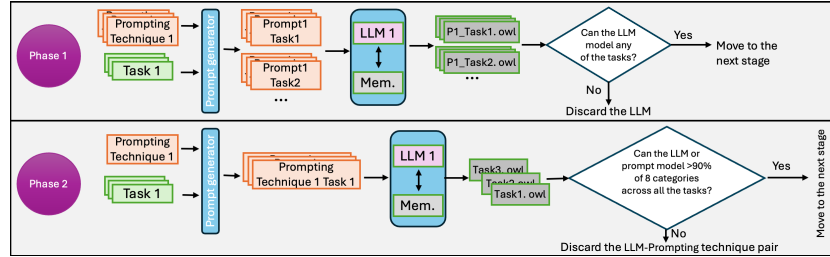 Phase 1
Prompting
Technique 1
Task 1
Prompt generator
Prompt1
Task1
Prompt1
Task2
...
LLM 1
Mem.
P1_Task1. owl
P1_Task2. owl
...
Can the LLM
model any
of the tasks?
Yes
Move to the
next stage
No
Discard the LLM
Phase 2
Prompting
Technique 1
Task 1
Prompt generator
Prompting
Technique 1 Task 1
LLM 1
Mem.
Task3. owl
Task2. owl
Task1. owl
Can the LLM or
prompt model >90%
of 8 categories
across all the tasks?
Yes
Move to the next stage
No
Discard the LLM-Prompting technique pair